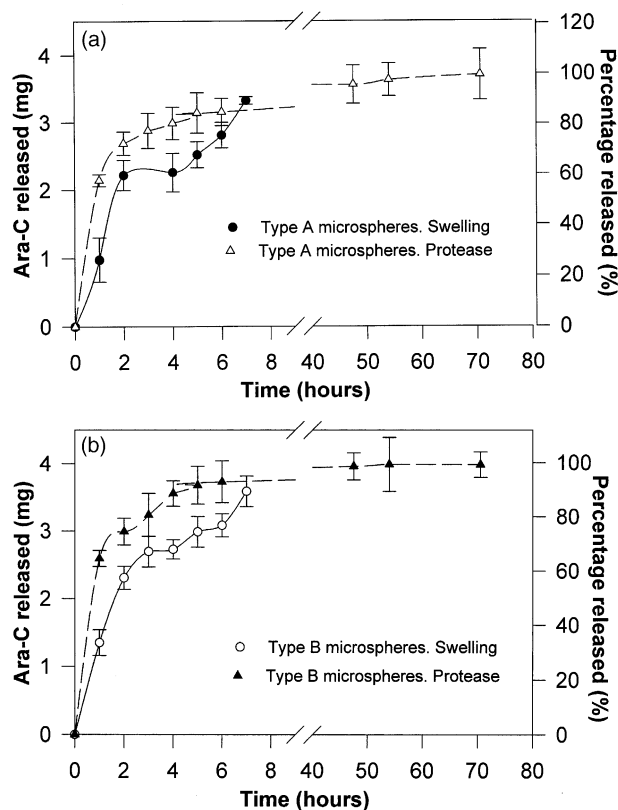 (a)
Ara-C released (mg)
4
3
2
1
0
120
100
80
60
40
20
0
Percentage released (%)
Type A microspheres. Swelling
Type A microspheres. Protease
0 2 4 6 8 40 50 60 70 80
Time (hours)
(b)
Ara-C released (mg)
4
3
2
1
0
100
80
60
40
20
0
Percentage released (%)
Type B microspheres. Swelling
Type B microspheres. Protease
0 2 4 6 8 40 50 60 70 80
Time (hours)